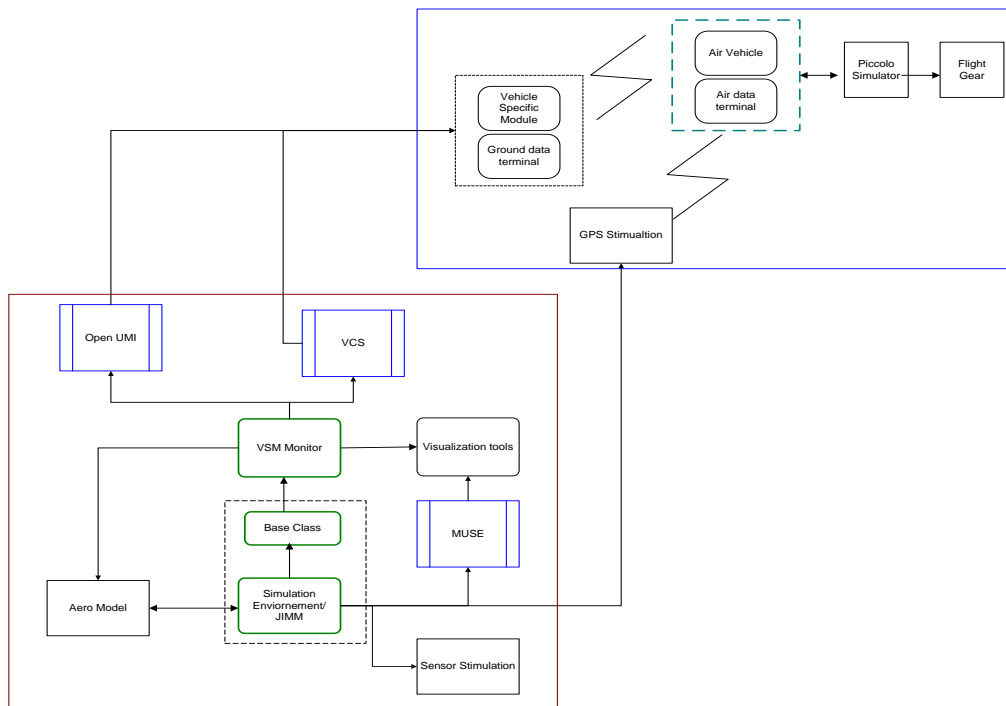 Air Vehicle
Air data
terminal
Piccolo
Simulator
Flight
Gear
Vehicle
Specific
Module
Ground data
terminal
GPS Stimualtion
Open UMI
VCS
VSM Monitor
Visualization tools
Base Class
MUSE
Aero Model
Simulation
Enviornement/
JIMM
Sensor Stimulation